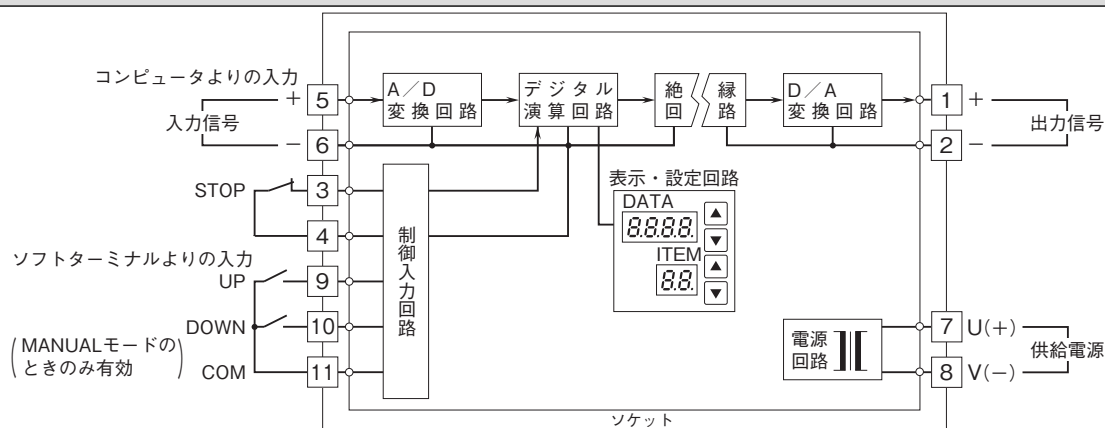 コンピュータよりの入力
+ 5
入力信号
− 6
STOP 3
4
ソフトターミナルよりの入力
UP 9
DOWN 10
(MANUALモードの
ときのみ有効)
COM 11
A/D
変換回路
デジタル
演算回路
絶縁
回路
D/A
変換回路
制御入力回路
表示・設定回路
DATA
8.8.8.8.
▲
▼
ITEM
8.8.
▲
▼
電源
回路
1 +
出力信号
2 −
7 U(+)
供給電源
8 V(−)
ソケット